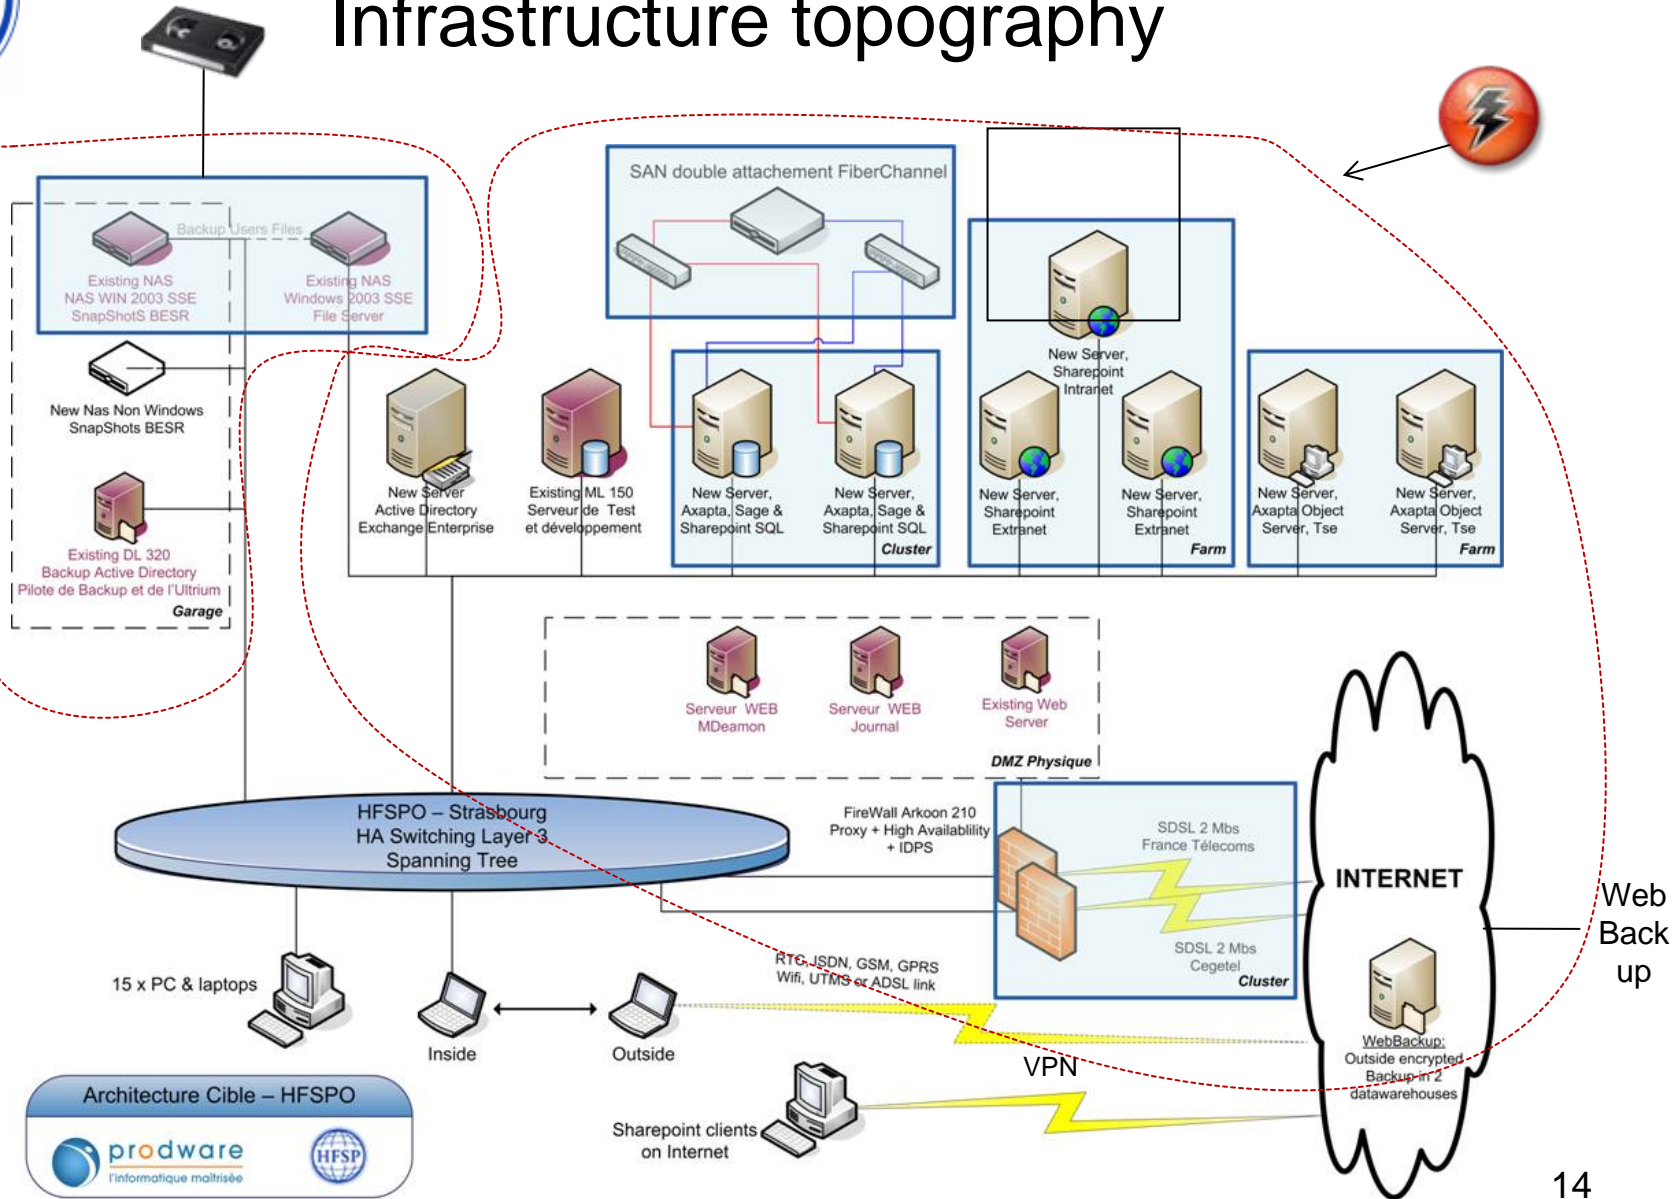 Infrastructure topography
SAN double attachement FiberChannel
Backup Users Files
Existing NAS
NAS WIN 2003 SSE
SnapShotS BESR
Existing NAS
Windows 2003 SSE
File Server
New Nas Non Windows
SnapShots BESR
Existing DL 320
Backup Active Directory
Pilote de Backup et de l'Ultrium
Garage
New Server
Active Directory
Exchange Enterprise
Existing ML 150
Serveur de Test
et développement
New Server,
Axapta, Sage &
Sharepoint SQL
New Server,
Axapta, Sage &
Sharepoint SQL
Cluster
New Server,
Sharepoint
Intranet
New Server,
Sharepoint
Extranet
New Server,
Sharepoint
Extranet
Farm
New Server,
Axapta Object
Server, Tse
New Server,
Axapta Object
Server, Tse
Farm
Serveur WEB
MDeamon
Serveur WEB
Journal
Existing Web
Server
DMZ Physique
HFSPO – Strasbourg
HA Switching Layer 3
Spanning Tree
FireWall Arkoon 210
Proxy + High Availablility
+ IDPS
SDSL 2 Mbs
France Télecoms
SDSL 2 Mbs
Cegetel
Cluster
INTERNET
Web
Back
up
WebBackup:
Outside encrypted
Backup in 2
datawarehouses
RTC, ISDN, GSM, GPRS
Wifi, UTMS or ADSL link
15 x PC & laptops
Inside
Outside
VPN
Sharepoint clients
on Internet
Architecture Cible – HFSPO
prodware
l'informatique maîtrisée
HFSP
14